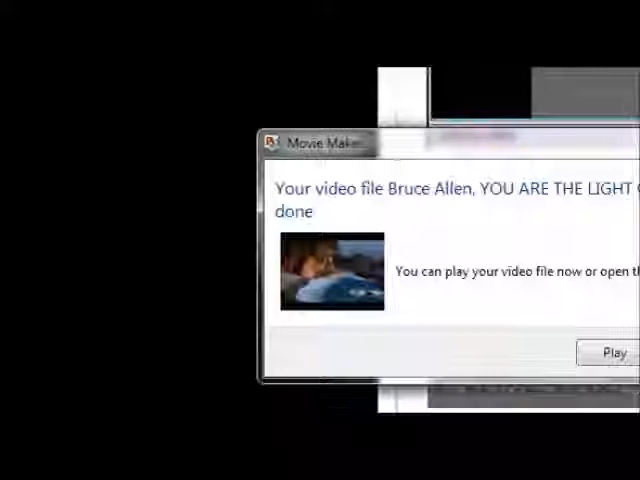 Movie Maker
Your video file Bruce Allen, YOU ARE THE LIGHT
done
You can play your video file now or open
Play